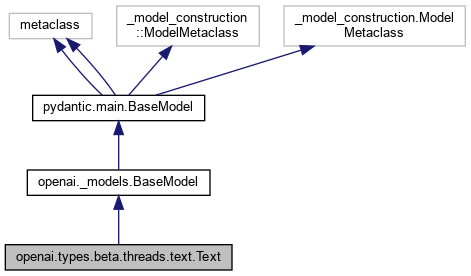 metaclass
_model_construction
::ModelMetaclass
_model_construction.Model
Metaclass
pydantic.main.BaseModel
openai._models.BaseModel
openai.types.beta.threads.text.Text